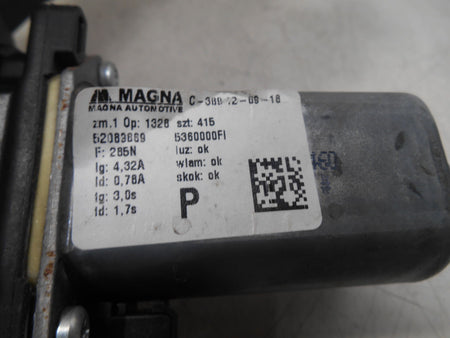 MAGNA
MAGNA AUTOMOTIVE
zm.1 Op: 1326 szt: 415
52083669 5360000FI
F: 285N luz: ok
Ig: 4,32A włam: ok
Id: 0,76A skok: ok
tg: 3,0s
td: 1,7s
P